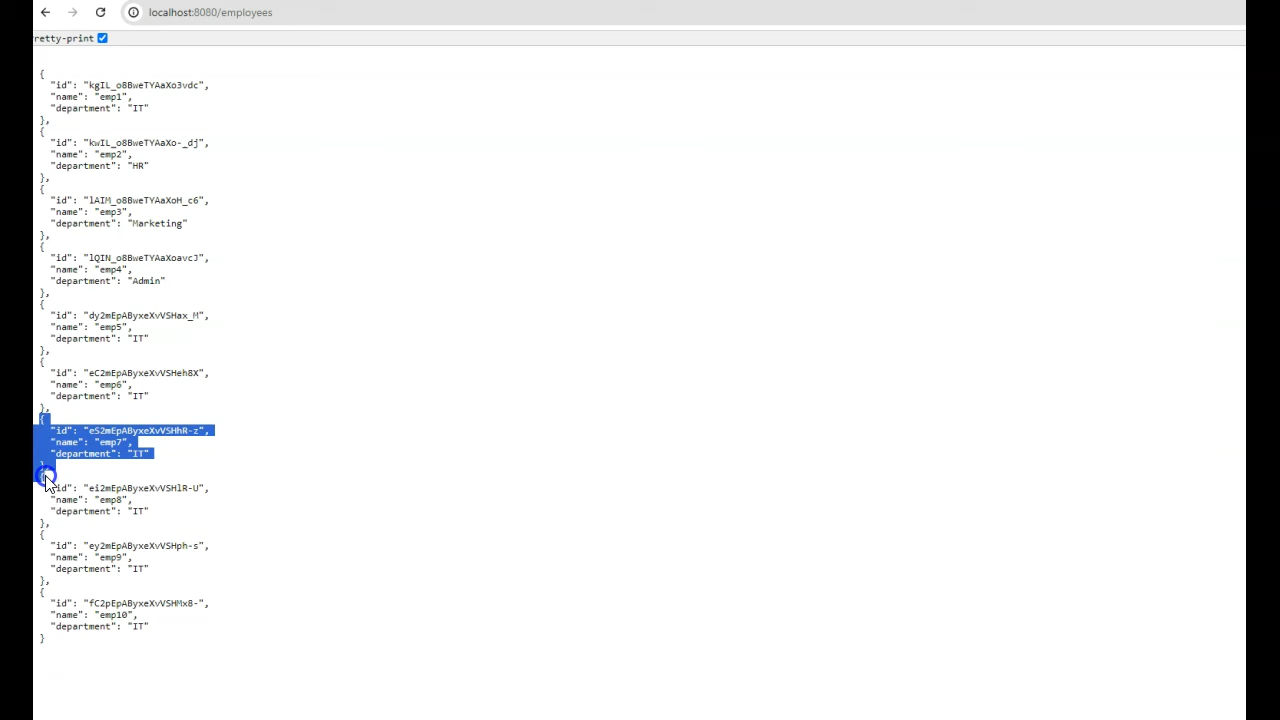 localhost:8080/employees
retty-print
{
"id": "kgIL_o8BweTYAaXo3vdc",
"name": "emp1",
"department": "IT"
},
{
"id": "kwIL_o8BweTYAaXo-_dj",
"name": "emp2",
"department": "HR"
},
{
"id": "lAIM_o8BweTYAaXoH_c6",
"name": "emp3",
"department": "Marketing"
},
{
"id": "lQIN_o8BweTYAaXoavcJ",
"name": "emp4",
"department": "Admin"
},
{
"id": "dy2mEpAByxeXvVSHax_M",
"name": "emp5",
"department": "IT"
},
{
"id": "eC2mEpAByxeXvVSHeh8X",
"name": "emp6",
"department": "IT"
},
{
"id": "eS2mEpAByxeXvVSHhR-z",
"name": "emp7",
"department": "IT"
}
"id": "ei2mEpAByxeXvVSHlR-U",
"name": "emp8",
"department": "IT"
},
{
"id": "ey2mEpAByxeXvVSHph-s",
"name": "emp9",
"department": "IT"
},
{
"id": "fC2pEpAByxeXvVSHMx8-",
"name": "emp10",
"department": "IT"
}